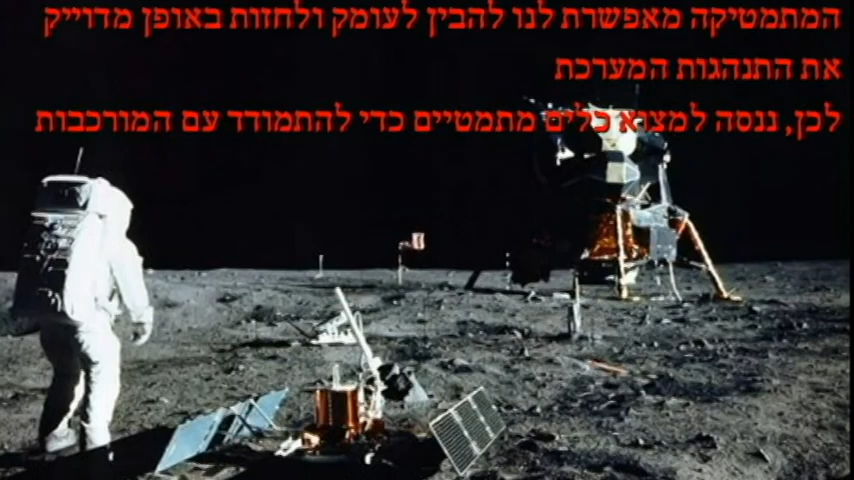 המתמטיקה מאפשרת לנו להבין לעומק ולחזות באופן מדוייק
את התנהגות המערכת
לכן, ננסה למצוא כלים מתמטיים כדי להתמודד עם המורכבות